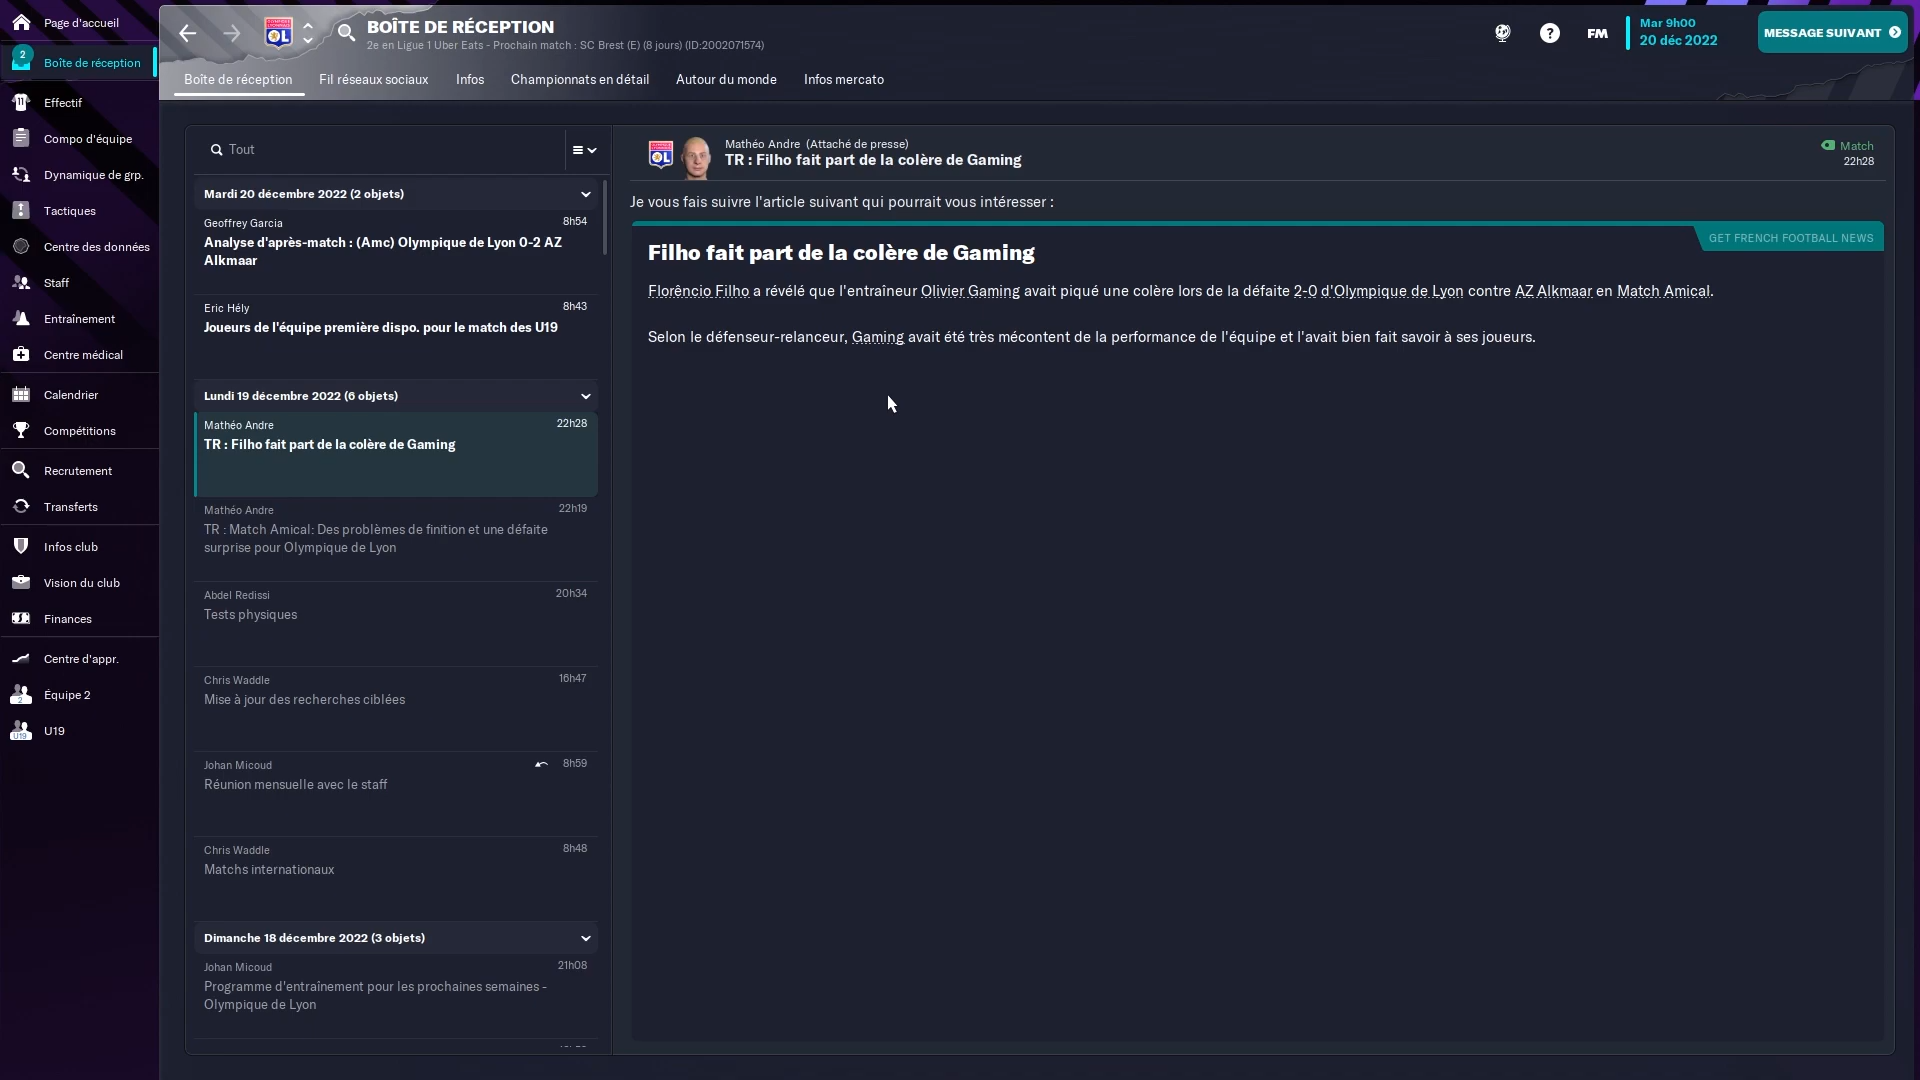 Page d'accueil
2
Boîte de réception
Effectif
Compo d'équipe
Dynamique de grp.
Tactiques
Centre des données
Staff
Entraînement
Centre médical
Calendrier
Compétitions
Recrutement
Transferts
Infos club
Vision du club
Finances
Centre d'appr.
Équipe 2
U19
BOÎTE DE RÉCEPTION
2e en Ligue 1 Uber Eats - Prochain match : SC Brest (E) (8 jours) (ID:2002071574)
FM
Mar 9h00
20 déc 2022
MESSAGE SUIVANT
Boîte de réception Fil réseaux sociaux Infos Championnats en détail Autour du monde Infos mercato
Tout
Mardi 20 décembre 2022 (2 objets)
Geoffrey Garcia 8h54
Analyse d'après-match : (Amc) Olympique de Lyon 0-2 AZ
Alkmaar
Eric Hély 8h43
Joueurs de l'équipe première dispo. pour le match des U19
Lundi 19 décembre 2022 (6 objets)
Mathéo Andre 22h28
TR : Filho fait part de la colère de Gaming
Mathéo Andre 22h19
TR : Match Amical: Des problèmes de finition et une défaite
surprise pour Olympique de Lyon
Abdel Redissi 20h34
Tests physiques
Chris Waddle 16h47
Mise à jour des recherches ciblées
Johan Micoud 8h59
Réunion mensuelle avec le staff
Chris Waddle 8h48
Matchs internationaux
Dimanche 18 décembre 2022 (3 objets)
Johan Micoud 21h08
Programme d'entraînement pour les prochaines semaines -
Olympique de Lyon
Mathéo Andre (Attaché de presse)
TR : Filho fait part de la colère de Gaming
Match
22h28
Je vous fais suivre l'article suivant qui pourrait vous intéresser :
GET FRENCH FOOTBALL NEWS
Filho fait part de la colère de Gaming
Florêncio Filho a révélé que l'entraîneur Olivier Gaming avait piqué une colère lors de la défaite 2-0 d'Olympique de Lyon contre AZ Alkmaar en Match Amical.
Selon le défenseur-relanceur, Gaming avait été très mécontent de la performance de l'équipe et l'avait bien fait savoir à ses joueurs.